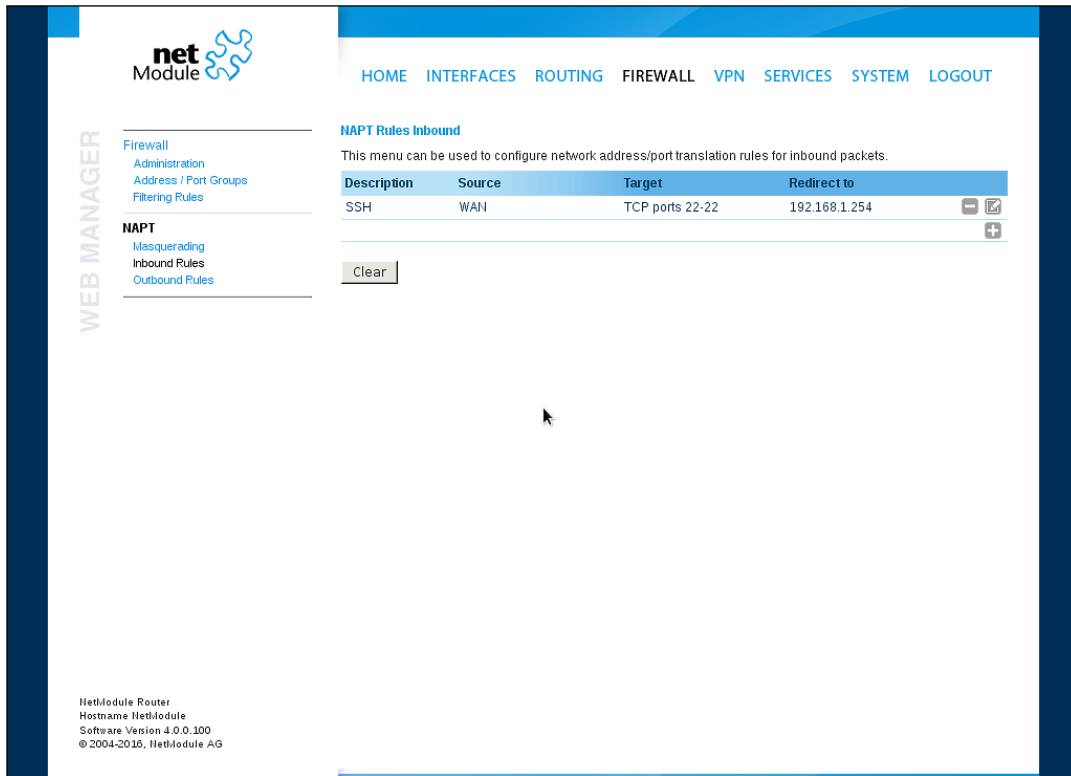 net
Module
HOME INTERFACES ROUTING FIREWALL VPN SERVICES SYSTEM LOGOUT
WEB MANAGER
Firewall
Administration
Address / Port Groups
Filtering Rules
NAPT
Masquerading
Inbound Rules
Outbound Rules
NAPT Rules Inbound
This menu can be used to configure network address/port translation rules for inbound packets.
Description Source Target Redirect to
SSH WAN TCP ports 22-22 192.168.1.254
Clear
NetModule Router
Hostname NetModule
Software Version 4.0.0.100
© 2004-2016, NetModule AG